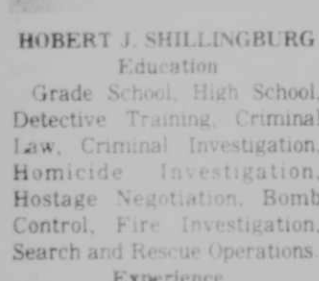 HOBERT J. SHILLINGBURG
Education
Grade School, High School,
Detective Training, Criminal
Law, Criminal Investigation,
Homicide Investigation,
Hostage Negotiation, Bomb
Control, Fire Investigation,
Search and Rescue Operations.
Experience